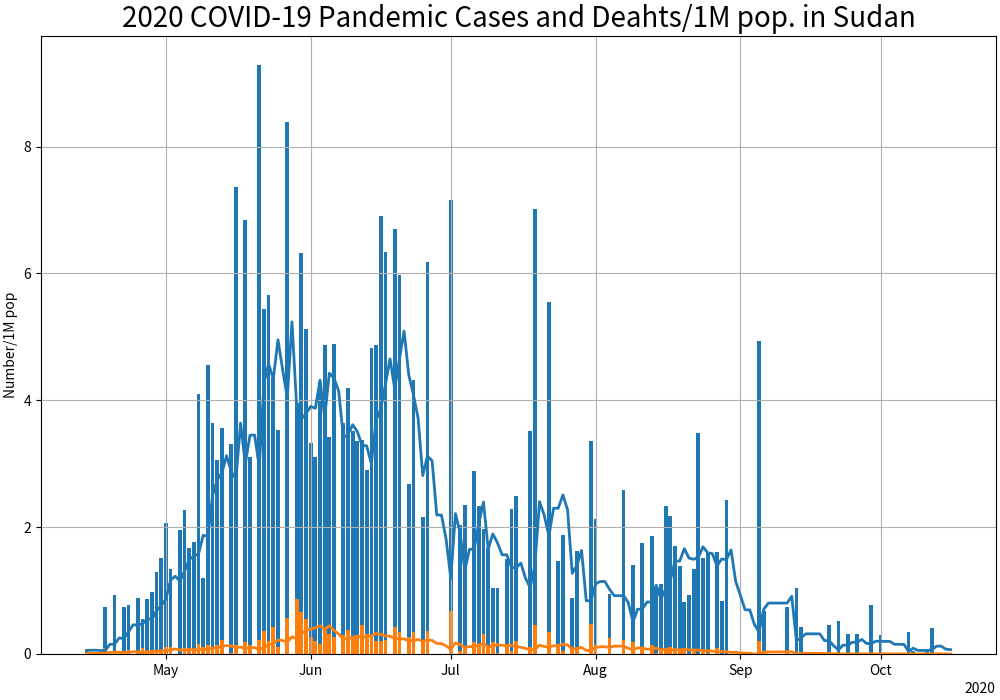 2020 COVID-19 Pandemic Cases and Deahts/1M pop. in Sudan
Number/1M pop
8
6
4
2
0
May Jun Jul Aug Sep Oct
2020